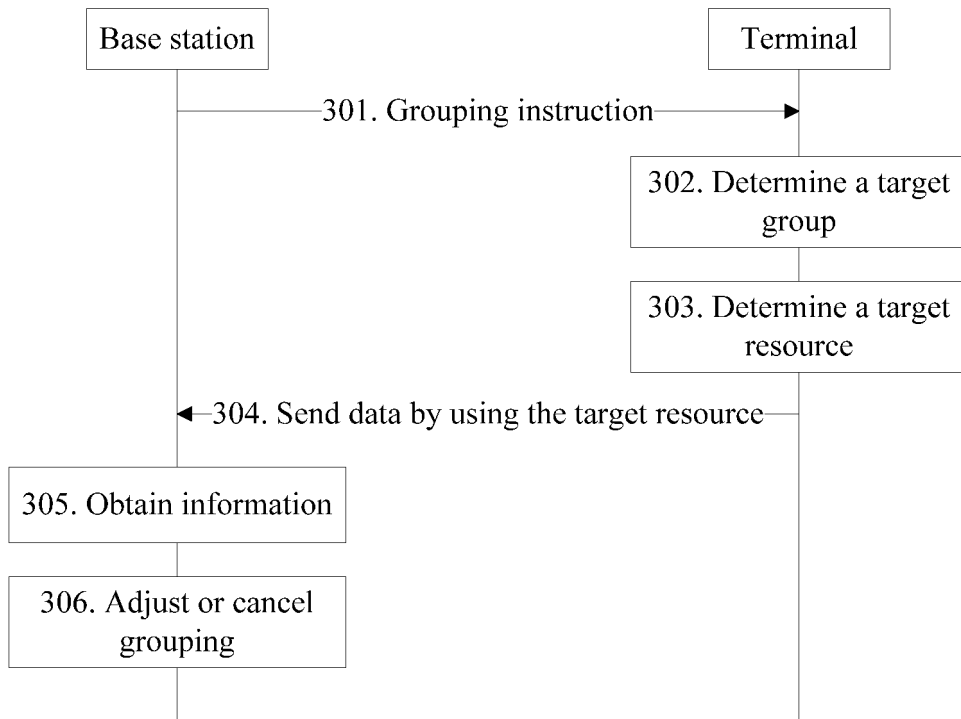 Base station
Terminal
301. Grouping instruction
302. Determine a target
group
303. Determine a target
resource
304. Send data by using the target resource
305. Obtain information
306. Adjust or cancel
grouping